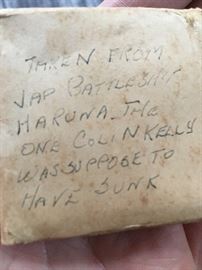 TAKEN FROM
JAP BATTLESHIP
HARUNA. THE
ONE COLIN KELLY
WAS SUPPOSE TO
HAVE SUNK